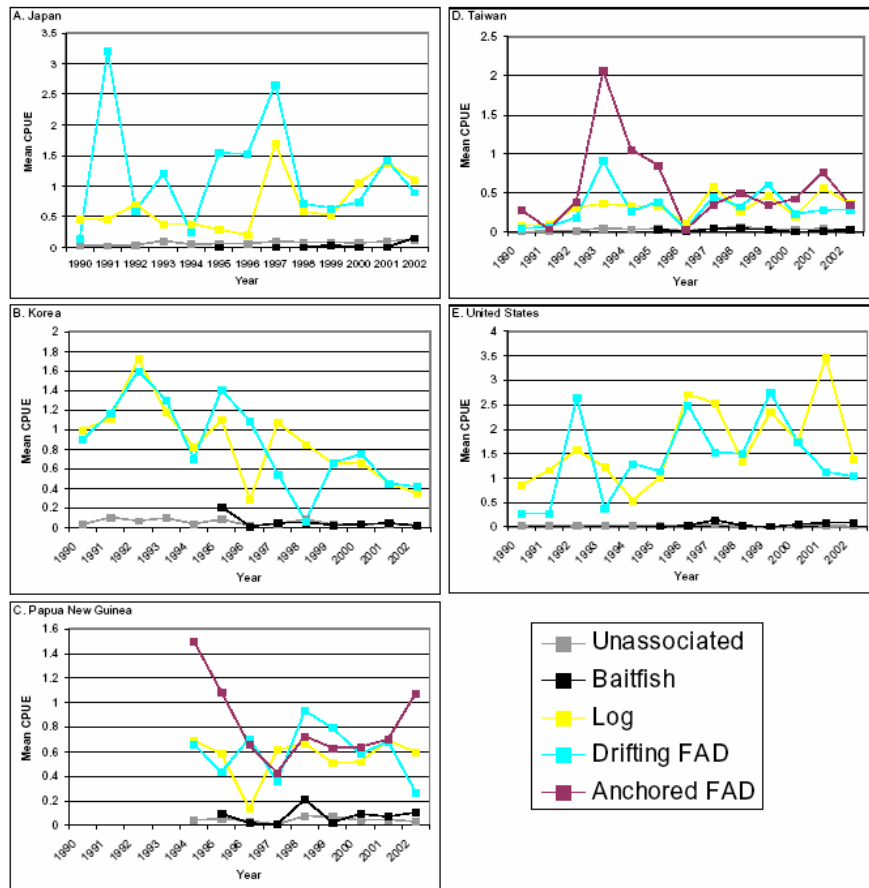 A. Japan
Mean CPUE
3.5
3
2.5
2
1.5
1
0.5
0
1990 1991 1992 1993 1994 1995 1996 1997 1998 1999 2000 2001 2002
Year
B. Korea
Mean CPUE
2
1.8
1.6
1.4
1.2
1
0.8
0.6
0.4
0.2
0
1990 1991 1992 1993 1994 1995 1996 1997 1998 1999 2000 2001 2002
Year
C. Papua New Guinea
Mean CPUE
1.6
1.4
1.2
1
0.8
0.6
0.4
0.2
0
1990 1991 1992 1993 1994 1995 1996 1997 1998 1999 2000 2001 2002
Year
D. Taiwan
Mean CPUE
2.5
2
1.5
1
0.5
0
1990 1991 1992 1993 1994 1995 1996 1997 1998 1999 2000 2001 2002
Year
E. United States
Mean CPUE
4
3.5
3
2.5
2
1.5
1
0.5
0
1990 1991 1992 1993 1994 1995 1996 1997 1998 1999 2000 2001 2002
Year
Unassociated
Baitfish
Log
Drifting FAD
Anchored FAD